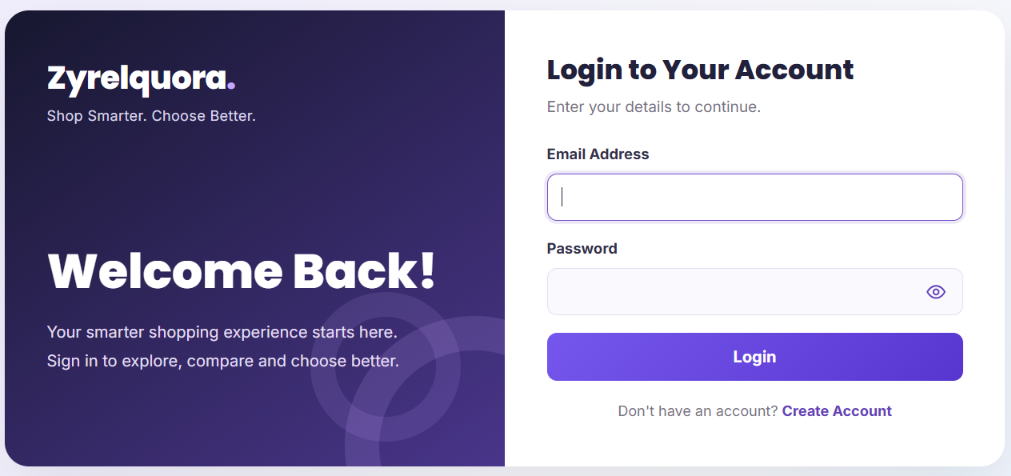 Zyrelquora.
Shop Smarter. Choose Better.
Welcome Back!
Your smarter shopping experience starts here.
Sign in to explore, compare and choose better.
Login to Your Account
Enter your details to continue.
Email Address
Password
Login
Don't have an account? Create Account